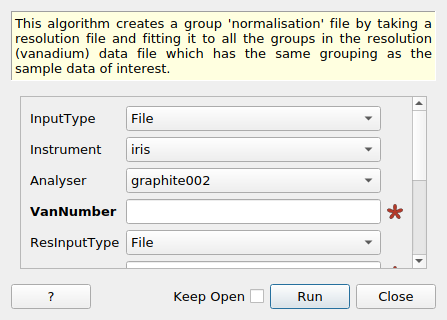 This algorithm creates a group 'normalisation' file by taking a
resolution file and fitting it to all the groups in the resolution
(vanadium) data file which has the same grouping as the
sample data of interest.
InputType File
Instrument iris
Analyser graphite002
VanNumber *
ResInputType File
? Keep Open Run Close